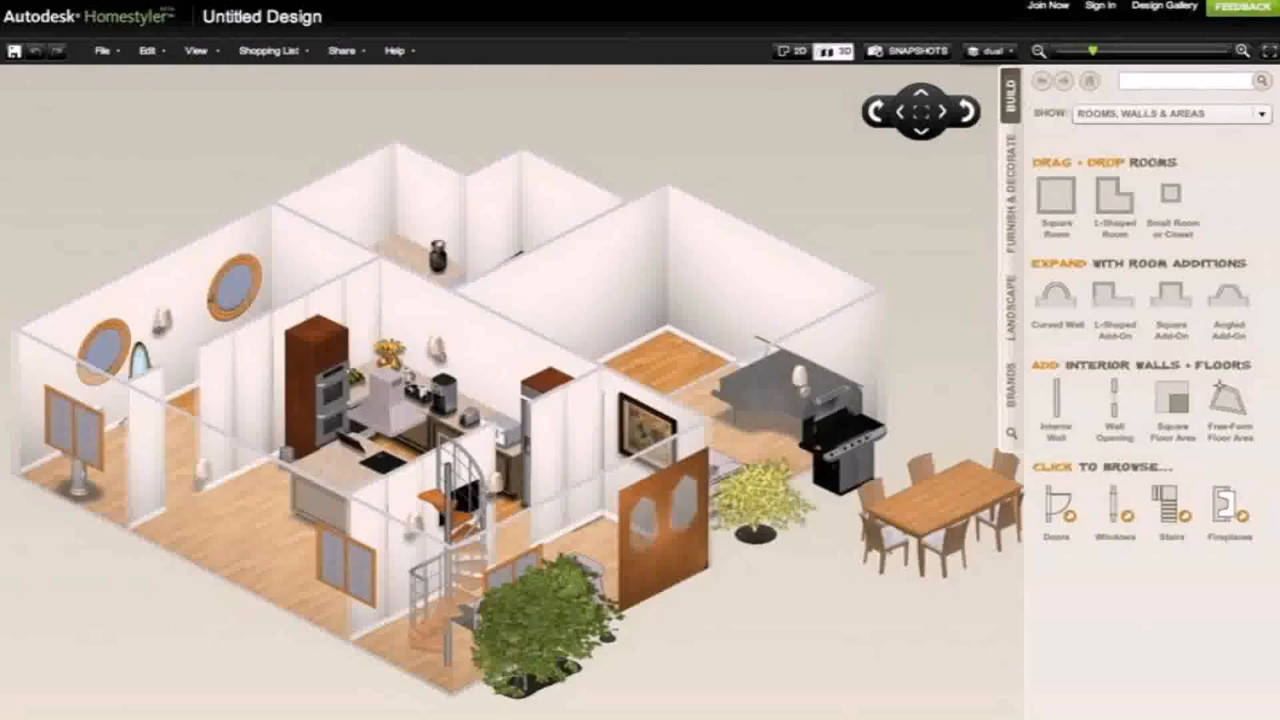 Autodesk® Homestyler™ BETA
Untitled Design
Join Now Sign In Design Gallery FEEDBACK
File Edit View Shopping List Share Help
2D 3D SNAPSHOTS dual
BUILD
FURNISH & DECORATE
LANDSCAPE
BRANDS
SHOW: ROOMS, WALLS & AREAS
DRAG + DROP ROOMS
Square Room
L-Shaped Room
Small Room or Closet
EXPAND WITH ROOM ADDITIONS
Curved Wall
L-Shaped Add-On
Square Add-On
Angled Add-On
ADD INTERIOR WALLS + FLOORS
Interior Wall
Wall Opening
Square Floor Area
Free-Form Floor Area
CLICK TO BROWSE...
Doors Windows Stairs Fireplaces